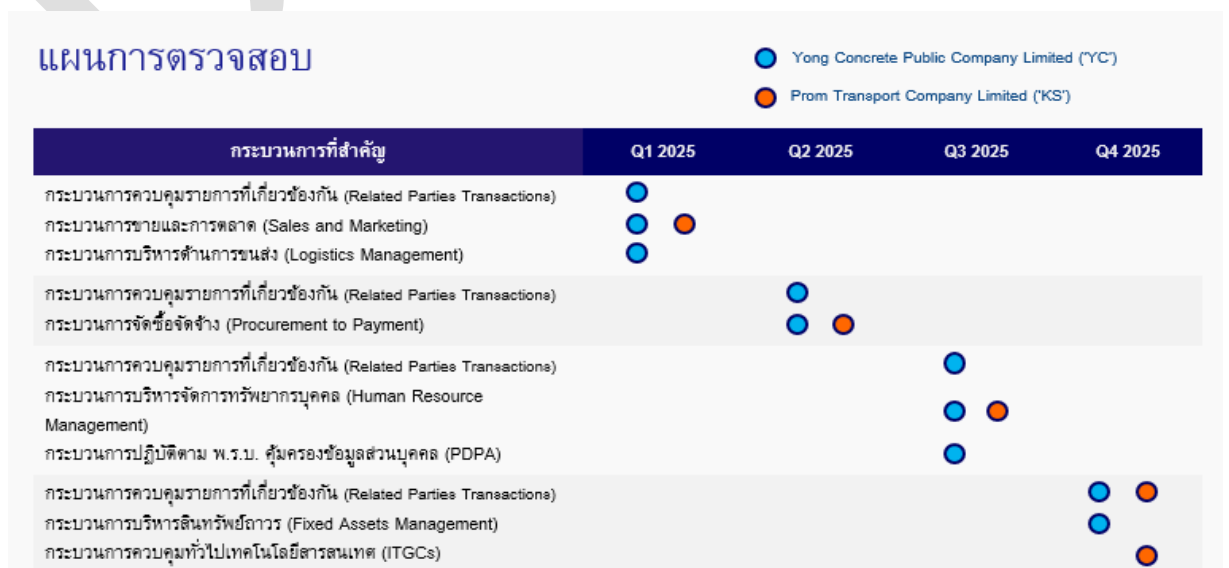 แผนการตรวจสอบ
Yong Concrete Public Company Limited ('YC')
Prom Transport Company Limited ('KS')
กระบวนการที่สำคัญ Q1 2025 Q2 2025 Q3 2025 Q4 2025
กระบวนการควบคุมรายการที่เกี่ยวข้องกัน (Related Parties Transactions)
กระบวนการขายและการตลาด (Sales and Marketing)
กระบวนการบริหารด้านการขนส่ง (Logistics Management)
กระบวนการควบคุมรายการที่เกี่ยวข้องกัน (Related Parties Transactions)
กระบวนการจัดซื้อจัดจ้าง (Procurement to Payment)
กระบวนการควบคุมรายการที่เกี่ยวข้องกัน (Related Parties Transactions)
กระบวนการบริหารจัดการทรัพยากรบุคคล (Human Resource
Management)
กระบวนการปฏิบัติตาม พ.ร.บ. คุ้มครองข้อมูลส่วนบุคคล (PDPA)
กระบวนการควบคุมรายการที่เกี่ยวข้องกัน (Related Parties Transactions)
กระบวนการบริหารสินทรัพย์ถาวร (Fixed Assets Management)
กระบวนการควบคุมทั่วไปเทคโนโลยีสารสนเทศ (ITGCs)